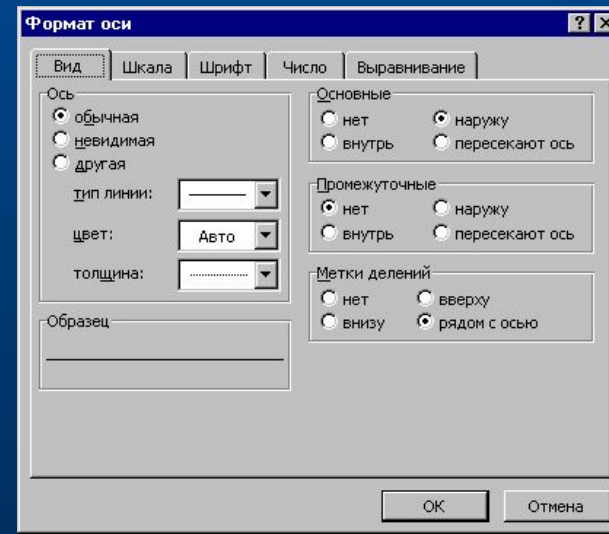 Формат оси
Вид Шкала Шрифт Число Выравнивание
Ось
обычная
невидимая
другая
тип линии:
цвет: Авто
толщина:
Образец
Основные
нет наружу
внутрь пересекают ось
Промежуточные
нет наружу
внутрь пересекают ось
Метки делений
нет вверху
внизу рядом с осью
OK Отмена